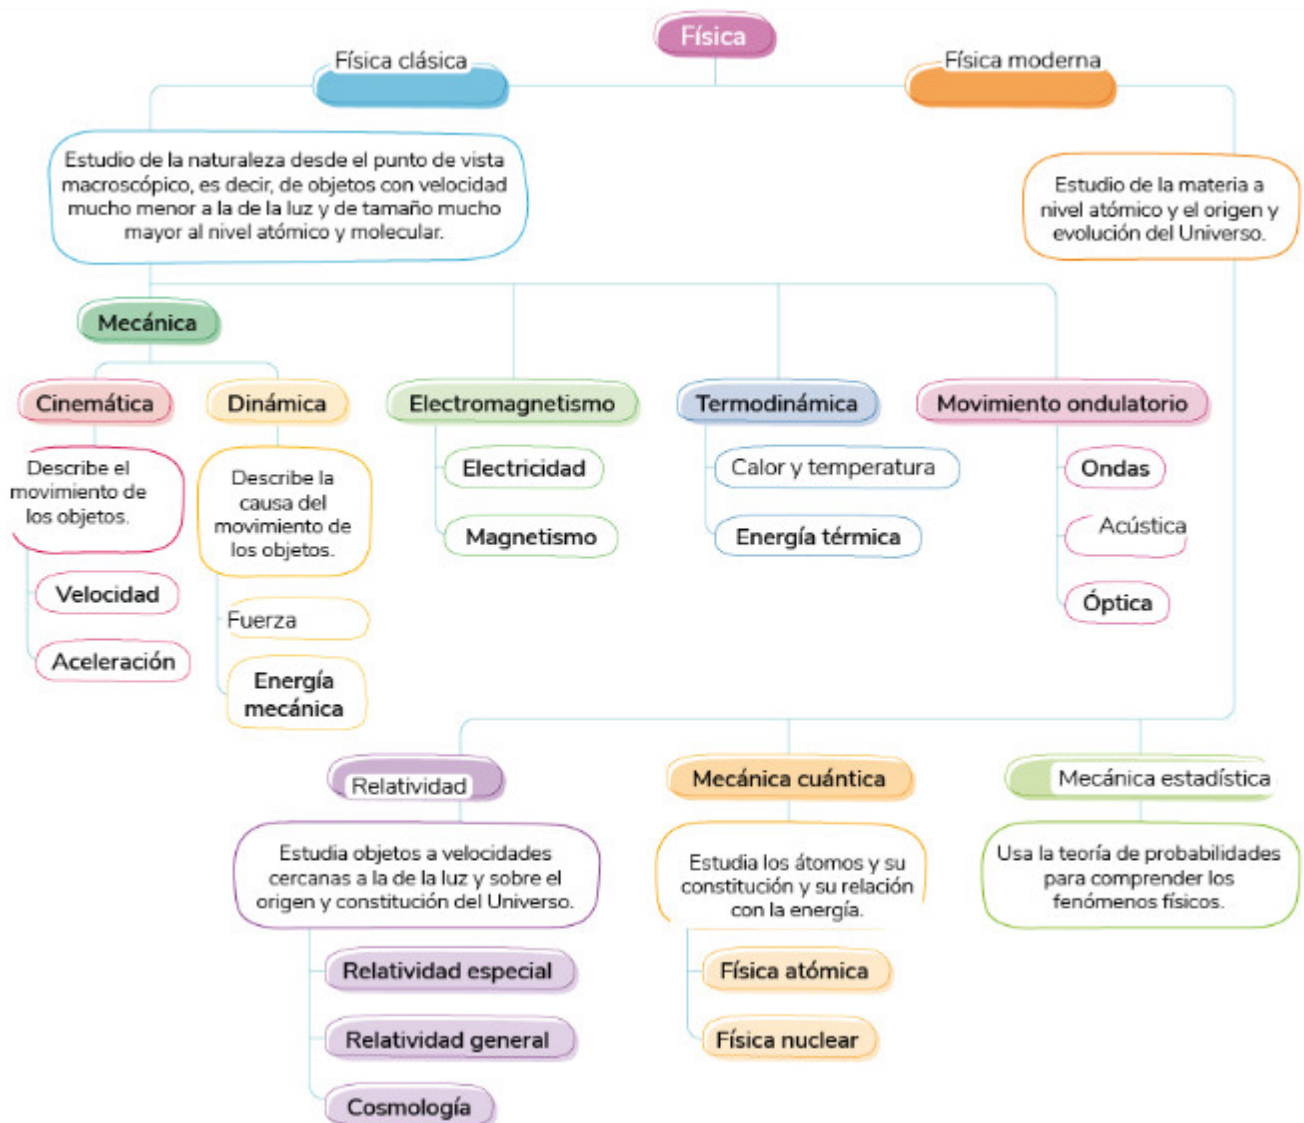 Física
Física clásica
Física moderna
Estudio de la naturaleza desde el punto de vista
macroscópico, es decir, de objetos con velocidad
mucho menor a la de la luz y de tamaño mucho
mayor al nivel atómico y molecular.
Estudio de la materia a
nivel atómico y el origen y
evolución del Universo.
Mecánica
Cinemática
Dinámica
Electromagnetismo
Termodinámica
Movimiento ondulatorio
Describe el
movimiento de
los objetos.
Velocidad
Aceleración
Describe la
causa del
movimiento de
los objetos.
Fuerza
Energía
mecánica
Electricidad
Magnetismo
Calor y temperatura
Energía térmica
Ondas
Acústica
Óptica
Relatividad
Mecánica cuántica
Mecánica estadística
Estudia objetos a velocidades
cercanas a la de la luz y sobre el
origen y constitución del Universo.
Relatividad especial
Relatividad general
Cosmología
Estudia los átomos y su
constitución y su relación
con la energía.
Física atómica
Física nuclear
Usa la teoría de probabilidades
para comprender los
fenómenos físicos.